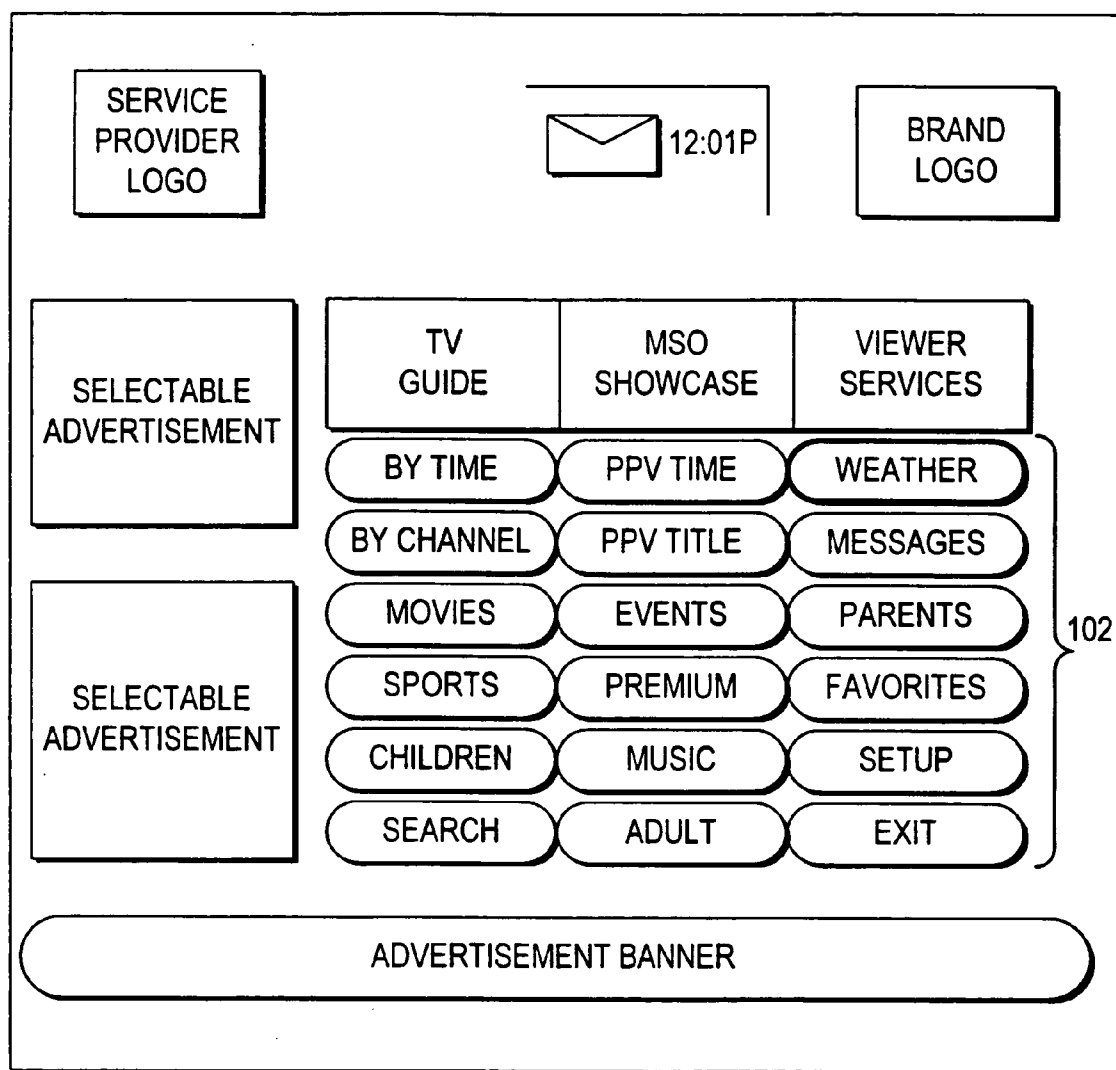 SERVICE
PROVIDER
LOGO
12:01P
BRAND
LOGO
SELECTABLE
ADVERTISEMENT
SELECTABLE
ADVERTISEMENT
TV
GUIDE
MSO
SHOWCASE
VIEWER
SERVICES
BY TIME
PPV TIME
WEATHER
BY CHANNEL
PPV TITLE
MESSAGES
MOVIES
EVENTS
PARENTS
SPORTS
PREMIUM
FAVORITES
CHILDREN
MUSIC
SETUP
SEARCH
ADULT
EXIT
102
ADVERTISEMENT BANNER